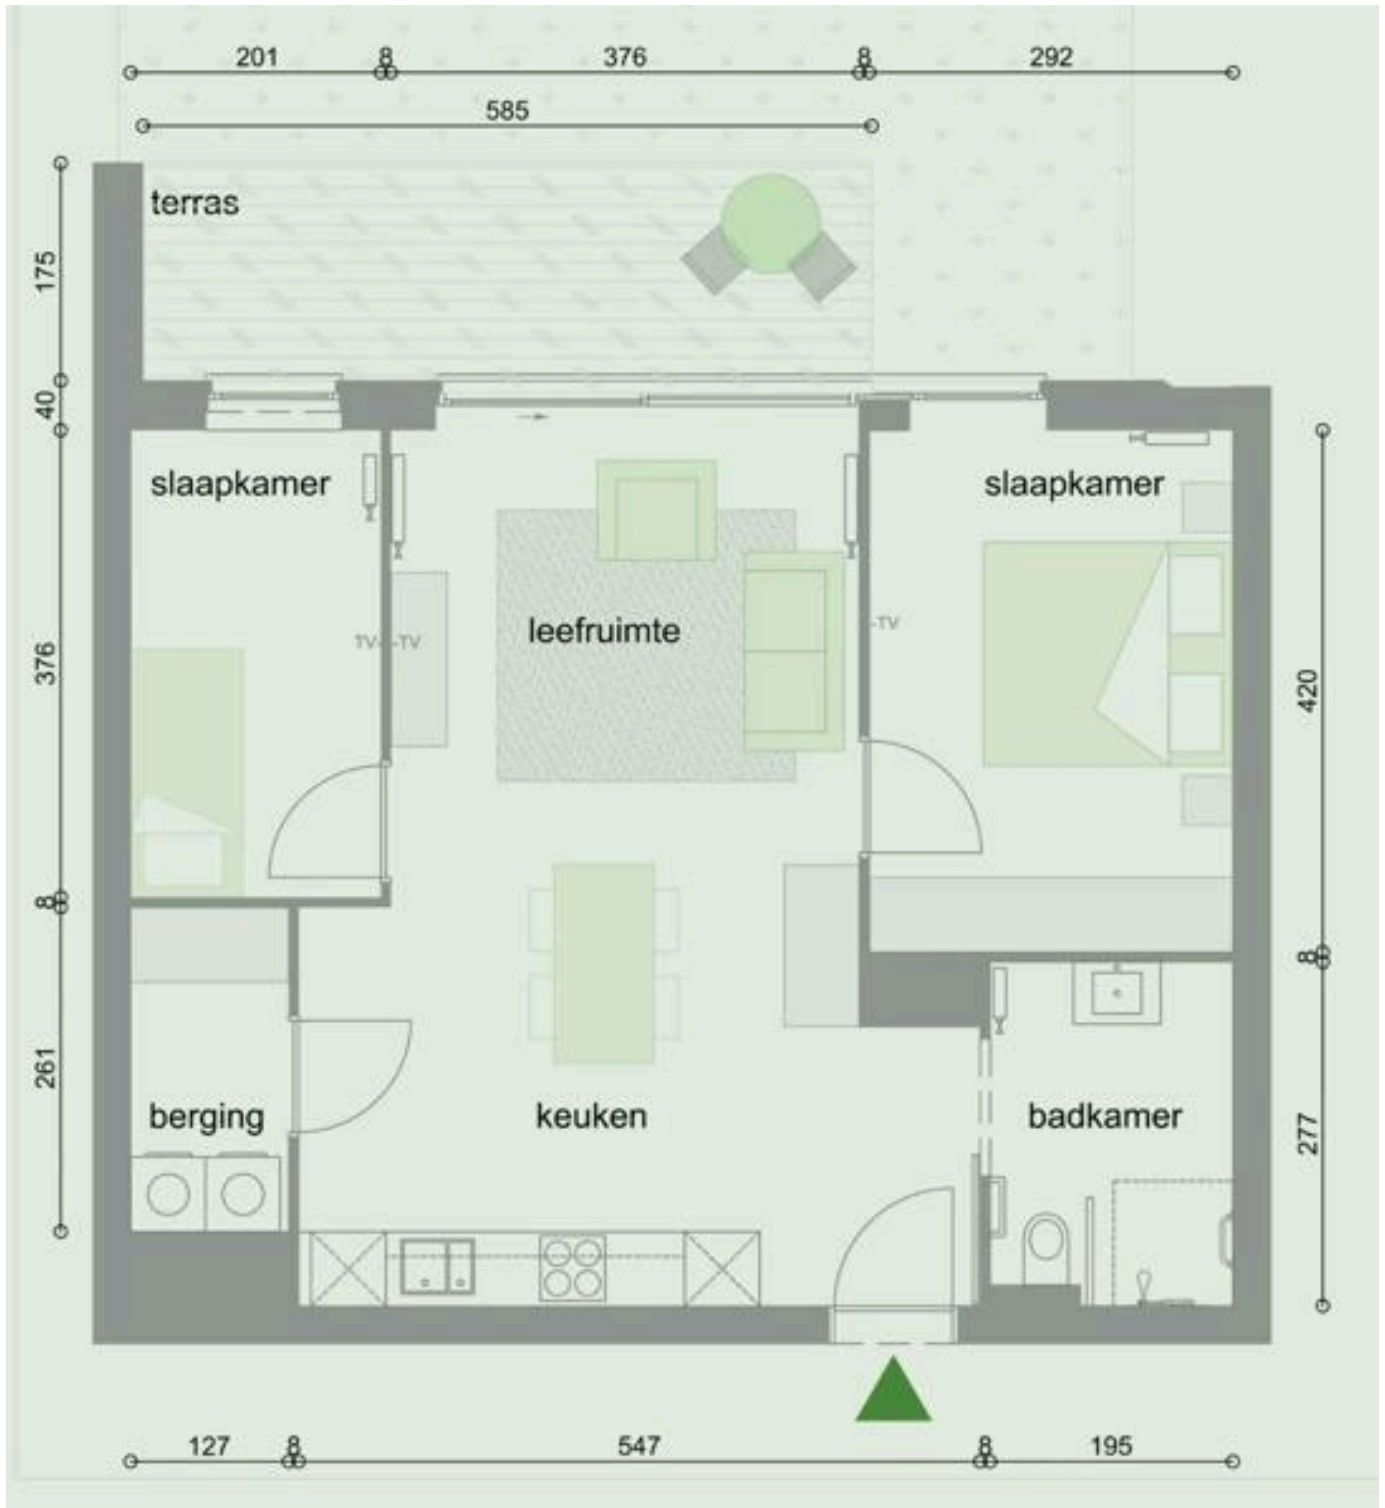 201 8 376 8 292
585
terras
175
40
slaapkamer
slaapkamer
leefruimte
TV
TV
TV
376
420
8
8
261
277
berging
keuken
badkamer
127 8 547 8 195